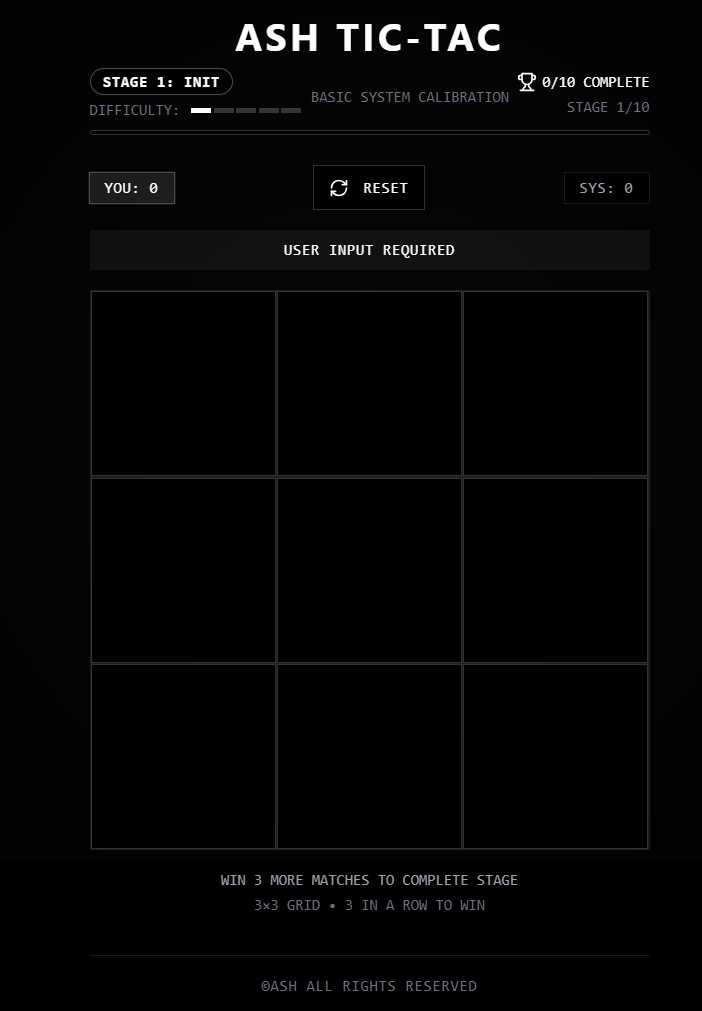 ASH TIC-TAC
STAGE 1: INIT
DIFFICULTY:
BASIC SYSTEM CALIBRATION
0/10 COMPLETE
STAGE 1/10
YOU: 0
RESET
SYS: 0
USER INPUT REQUIRED
WIN 3 MORE MATCHES TO COMPLETE STAGE
3×3 GRID • 3 IN A ROW TO WIN
©ASH ALL RIGHTS RESERVED